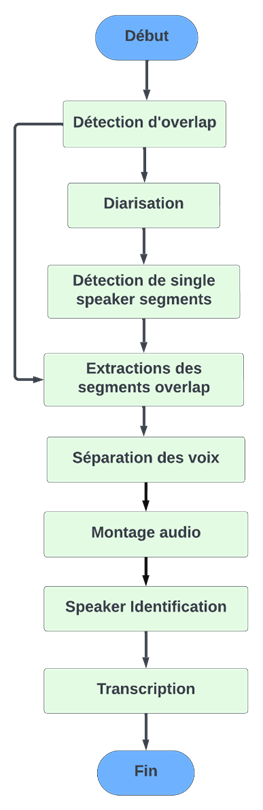 Début
Détection d'overlap
Diarisation
Détection de single
speaker segments
Extractions des
segments overlap
Séparation des voix
Montage audio
Speaker Identification
Transcription
Fin